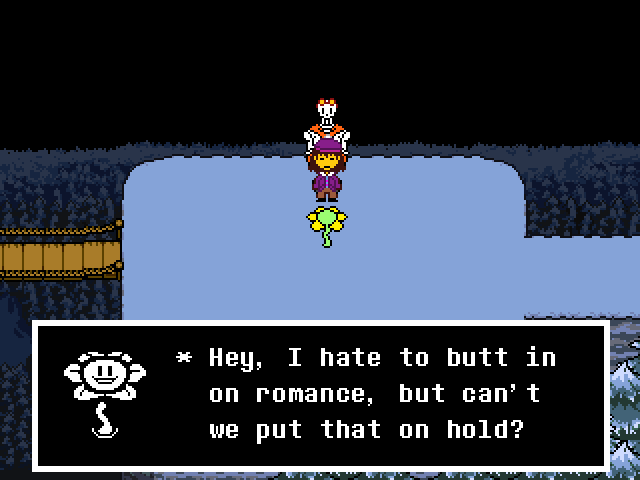 * Hey, I hate to butt in
on romance, but can't
we put that on hold?